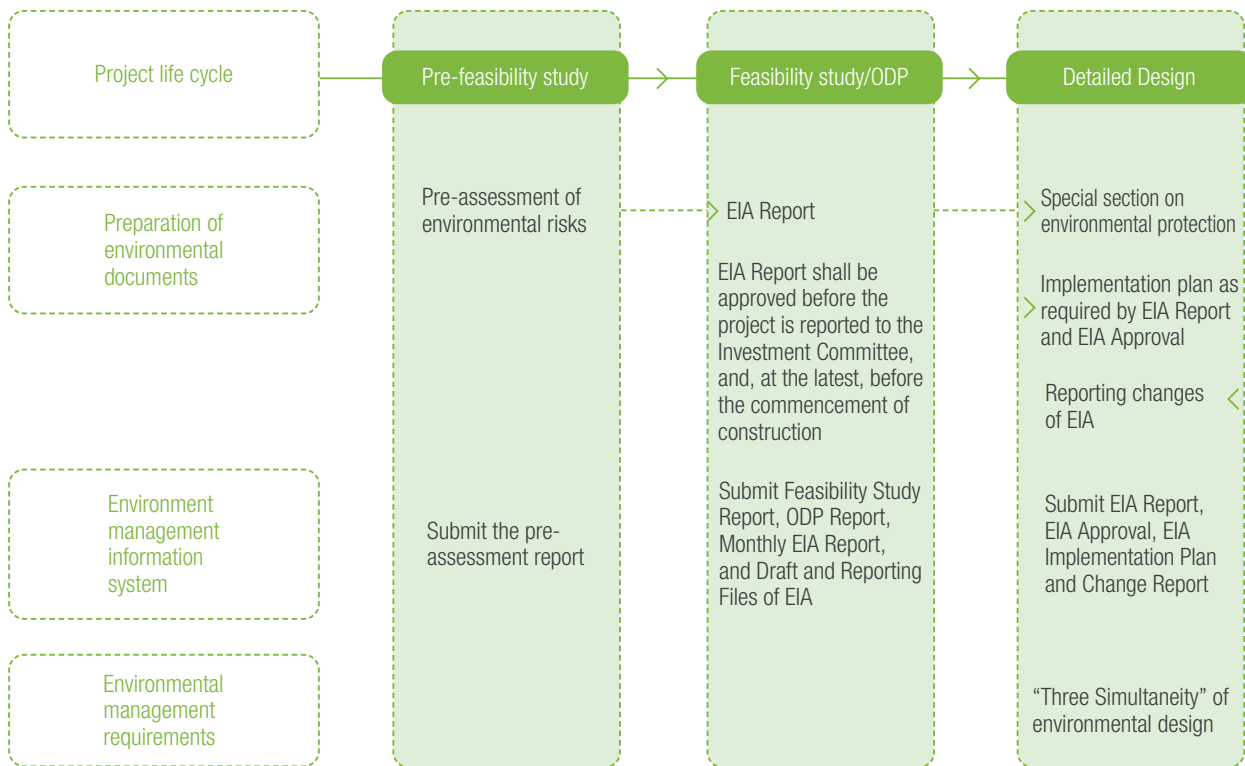 Project life cycle
Pre-feasibility study
Feasibility study/ODP
Detailed Design
Preparation of
environmental
documents
Pre-assessment of
environmental risks
EIA Report
EIA Report shall be
approved before the
project is reported to the
Investment Committee,
and, at the latest, before
the commencement of
construction
Special section on
environmental protection
Implementation plan as
required by EIA Report
and EIA Approval
Reporting changes
of EIA
Environment
management
information
system
Submit the pre-
assessment report
Submit Feasibility Study
Report, ODP Report,
Monthly EIA Report,
and Draft and Reporting
Files of EIA
Submit EIA Report,
EIA Approval, EIA
Implementation Plan
and Change Report
Environmental
management
requirements
“Three Simultaneity” of
environmental design